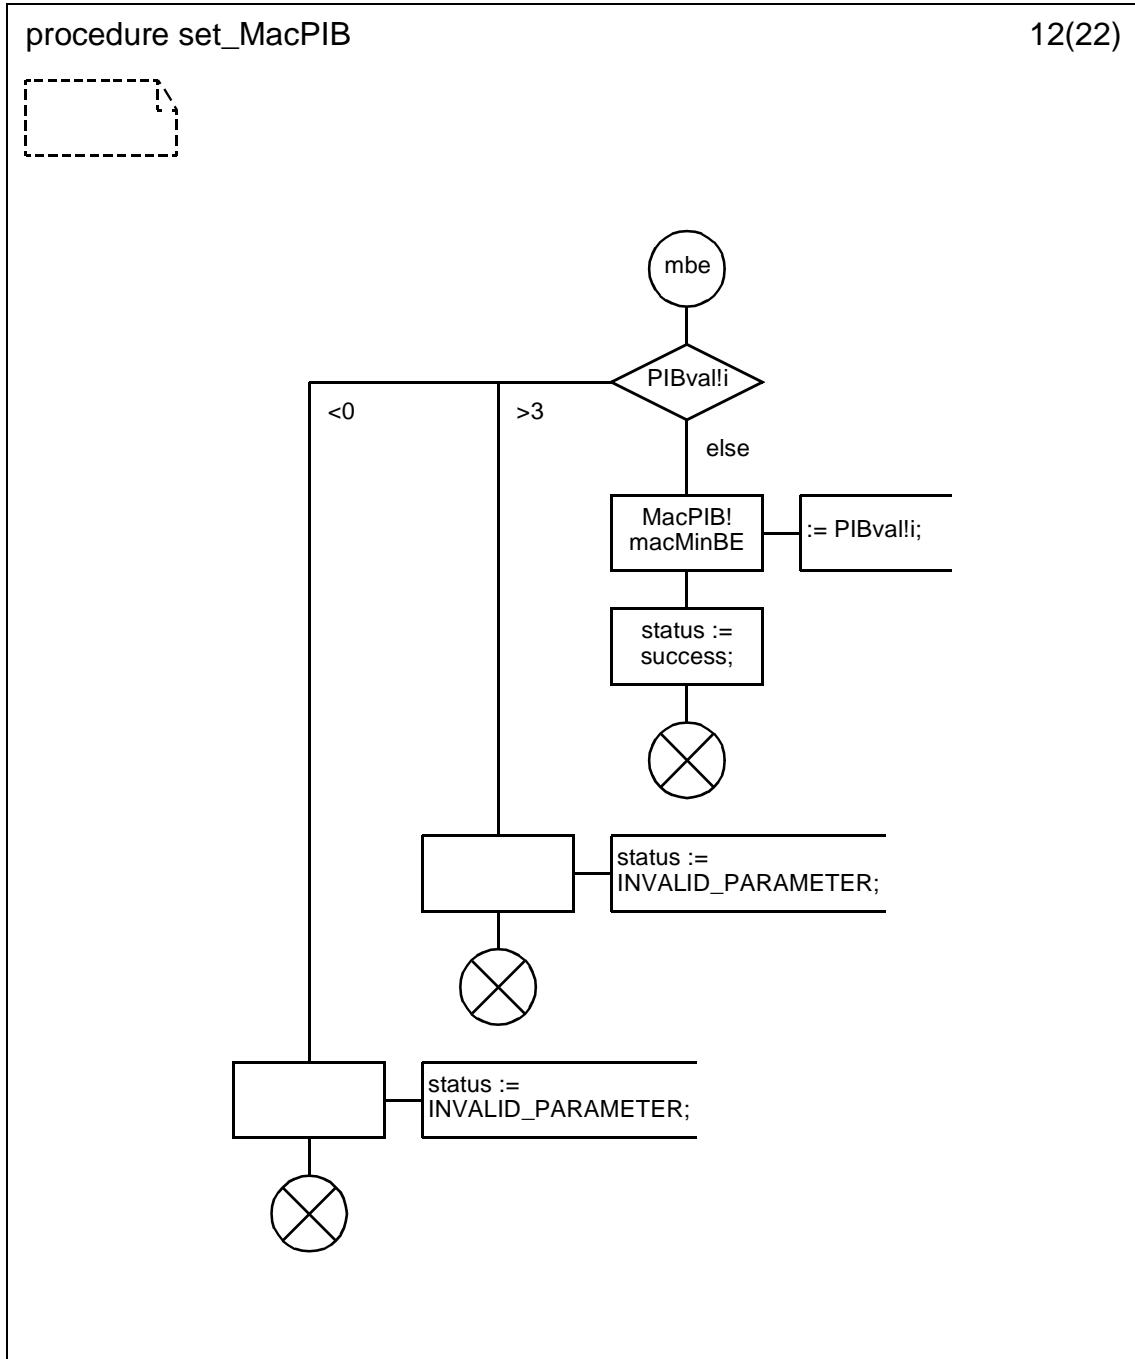 procedure set_MacPIB
12(22)
mbe
PIBval!i
<0
>3
else
MacPIB!
macMinBE
:= PIBval!i;
status :=
success;
status :=
INVALID_PARAMETER;
status :=
INVALID_PARAMETER;